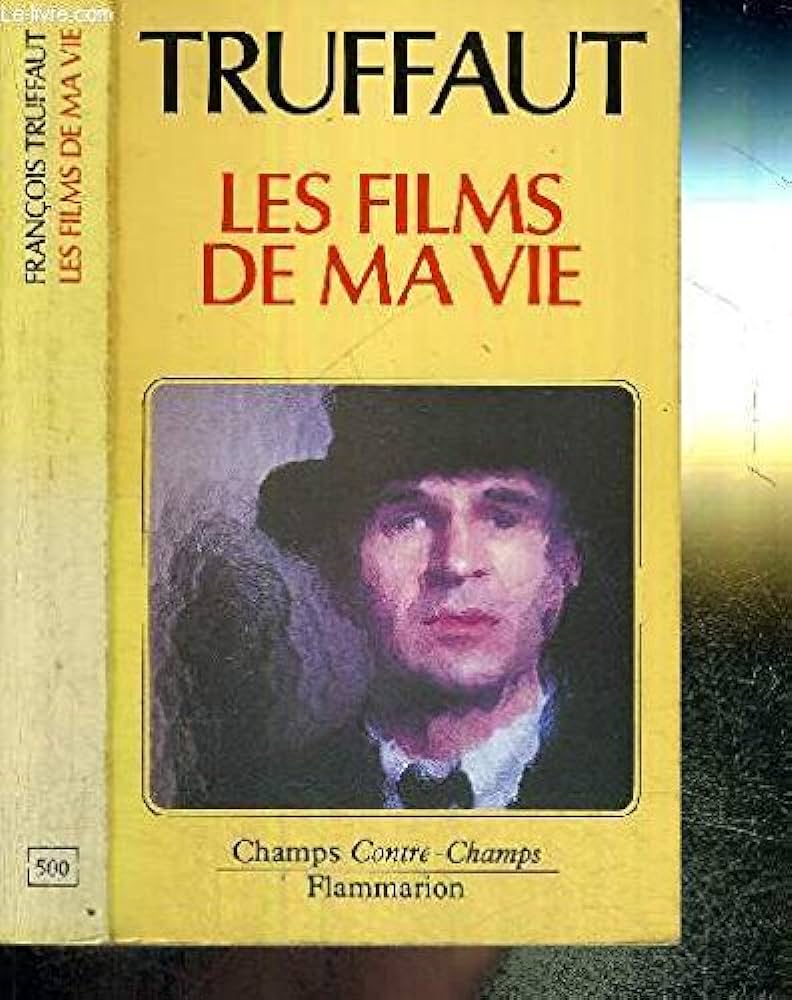 Le-livre.com
FRANÇOIS TRUFFAUT
LES FILMS DE MA VIE
500
TRUFFAUT
LES FILMS
DE MA VIE
Champs Contre-Champs
Flammarion